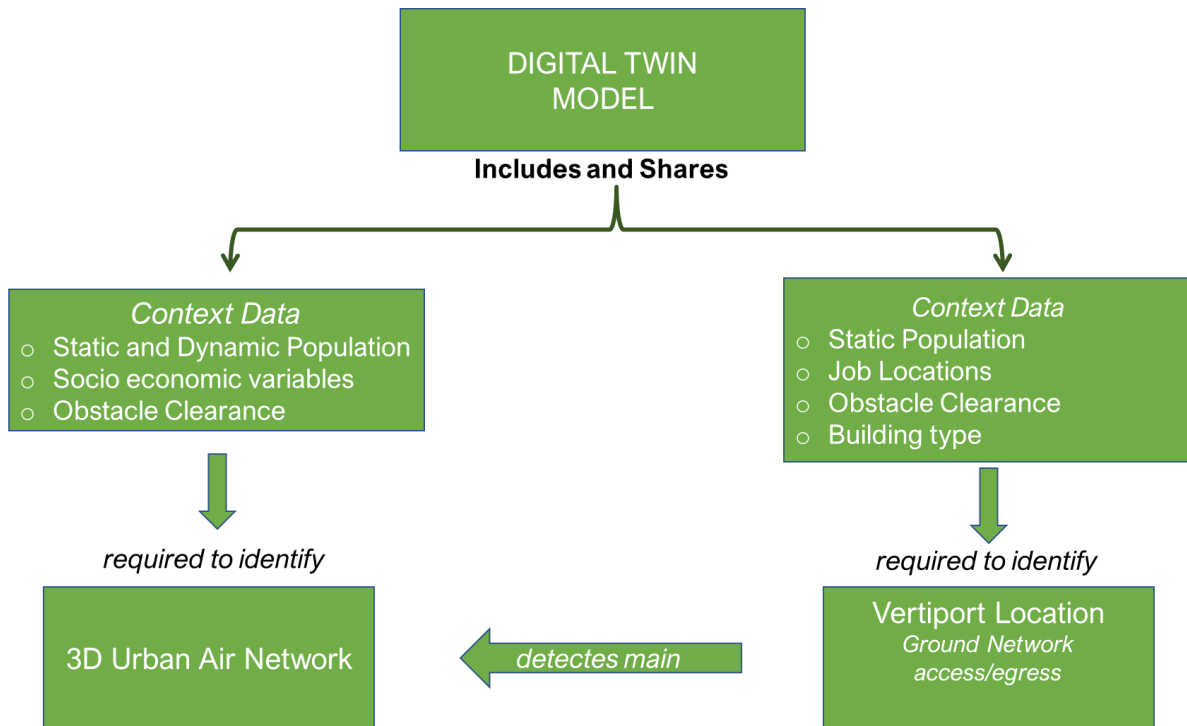 DIGITAL TWIN
MODEL
Includes and Shares
Context Data
o Static and Dynamic Population
o Socio economic variables
o Obstacle Clearance
required to identify
3D Urban Air Network
Context Data
o Static Population
o Job Locations
o Obstacle Clearance
o Building type
required to identify
Vertiport Location
Ground Network
access/egress
detectes main